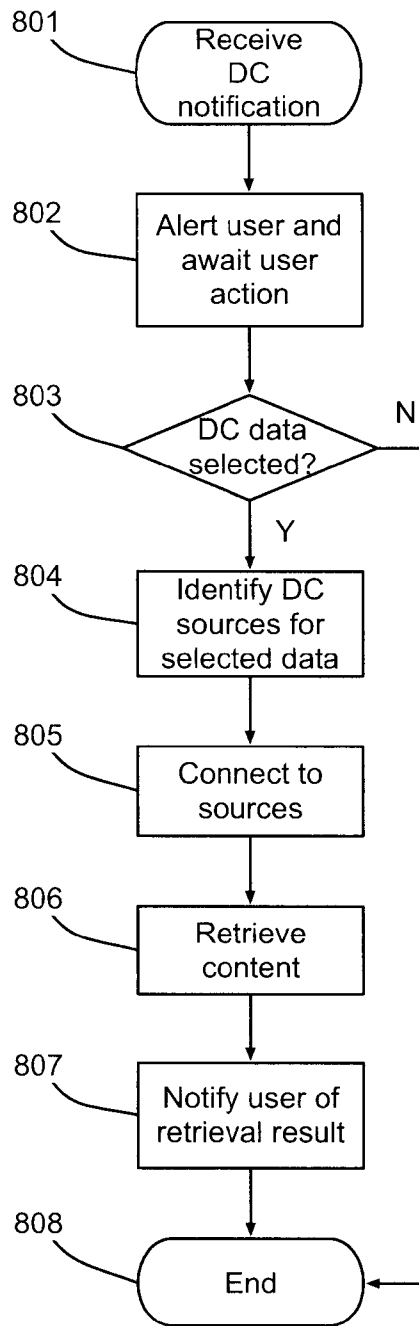 801
Receive
DC
notification
802
Alert user and
await user
action
803
N
DC data
selected?
Y
804
Identify DC
sources for
selected data
805
Connect to
sources
806
Retrieve
content
807
Notify user of
retrieval result
808
End